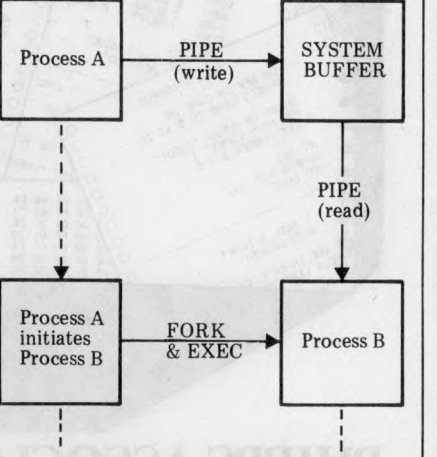 Process A
PIPE
(write)
SYSTEM
BUFFER
PIPE
(read)
Process A
initiates
Process B
FORK
& EXEC
Process B